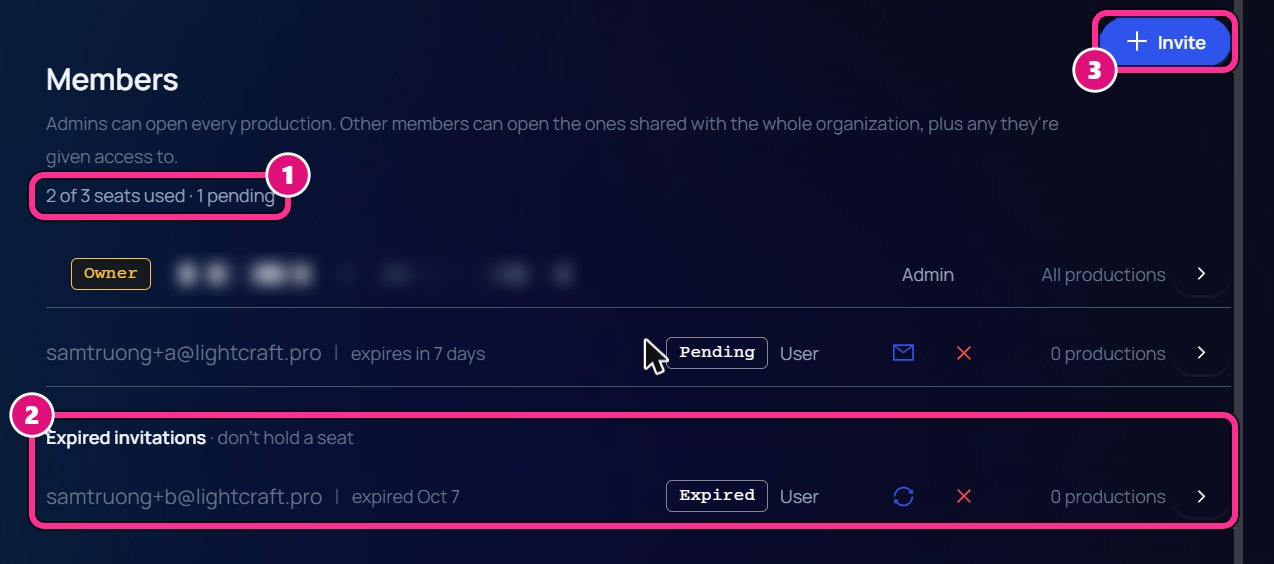 + Invite
3
Members
Admins can open every production. Other members can open the ones shared with the whole organization, plus any they're
given access to.
1
2 of 3 seats used · 1 pending
Owner
Admin
All productions
samtruong+a@lightcraft.pro | expires in 7 days
Pending
User
0 productions
2
Expired invitations · don't hold a seat
samtruong+b@lightcraft.pro | expired Oct 7
Expired
User
0 productions